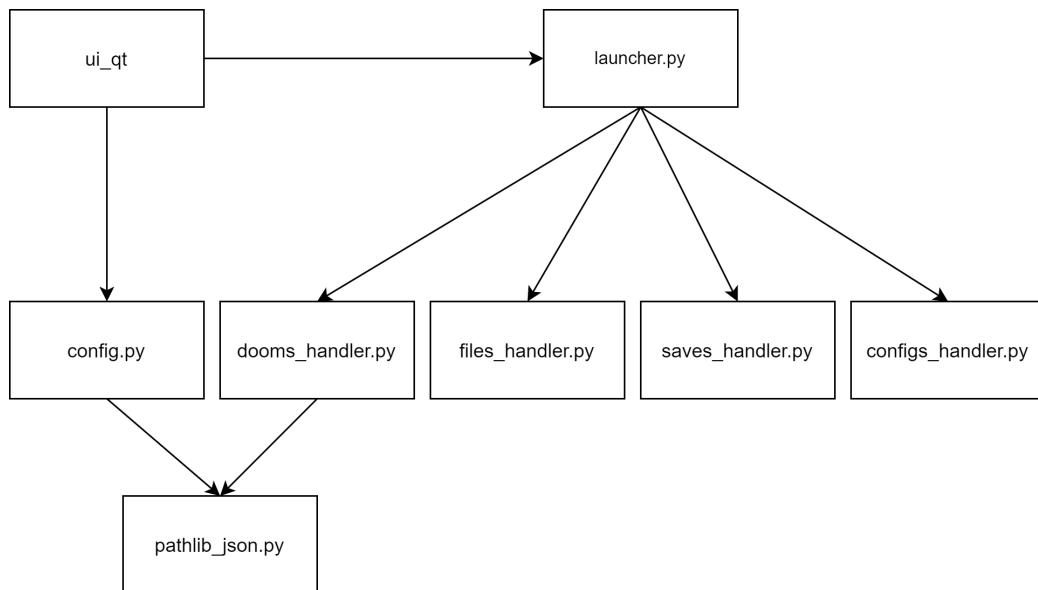 ui_qt
launcher.py
config.py
dooms_handler.py
files_handler.py
saves_handler.py
configs_handler.py
pathlib_json.py